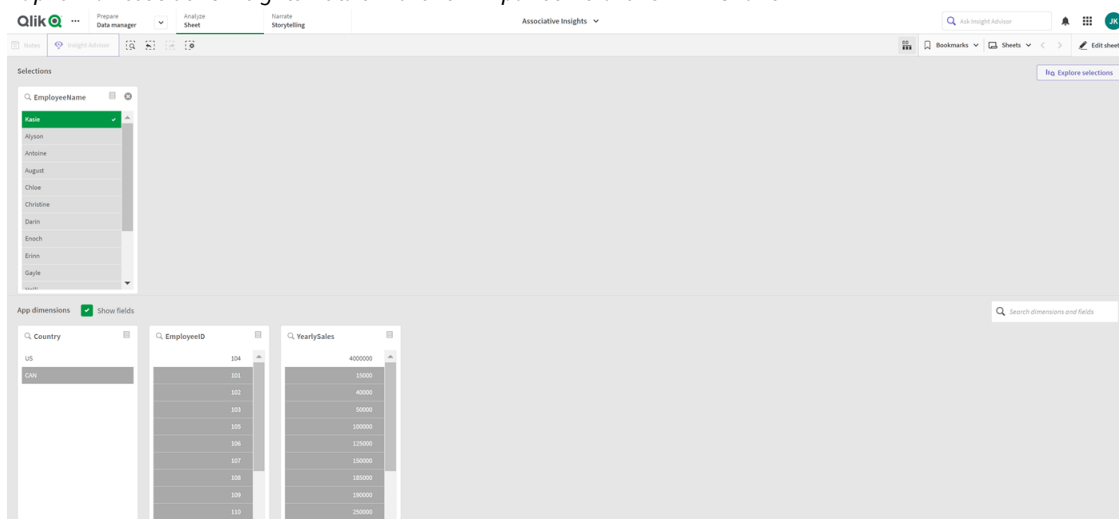 Qlik
Prepare
Data manager
Analyze
Sheet
Narrate
Storytelling
Associative Insights
Ask Insight Advisor
JK
Notes
Insight Advisor
Bookmarks
Sheets
Edit sheet
Selections
Explore selections
EmployeeName
Kasie
Alyson
Antoine
August
Chloe
Christine
Darin
Enoch
Erinn
Gayle
App dimensions
Show fields
Search dimensions and fields
Country
US
CAN
EmployeeID
104
101
102
103
105
106
107
108
109
110
YearlySales
4000000
15000
40000
50000
100000
125000
150000
185000
190000
250000